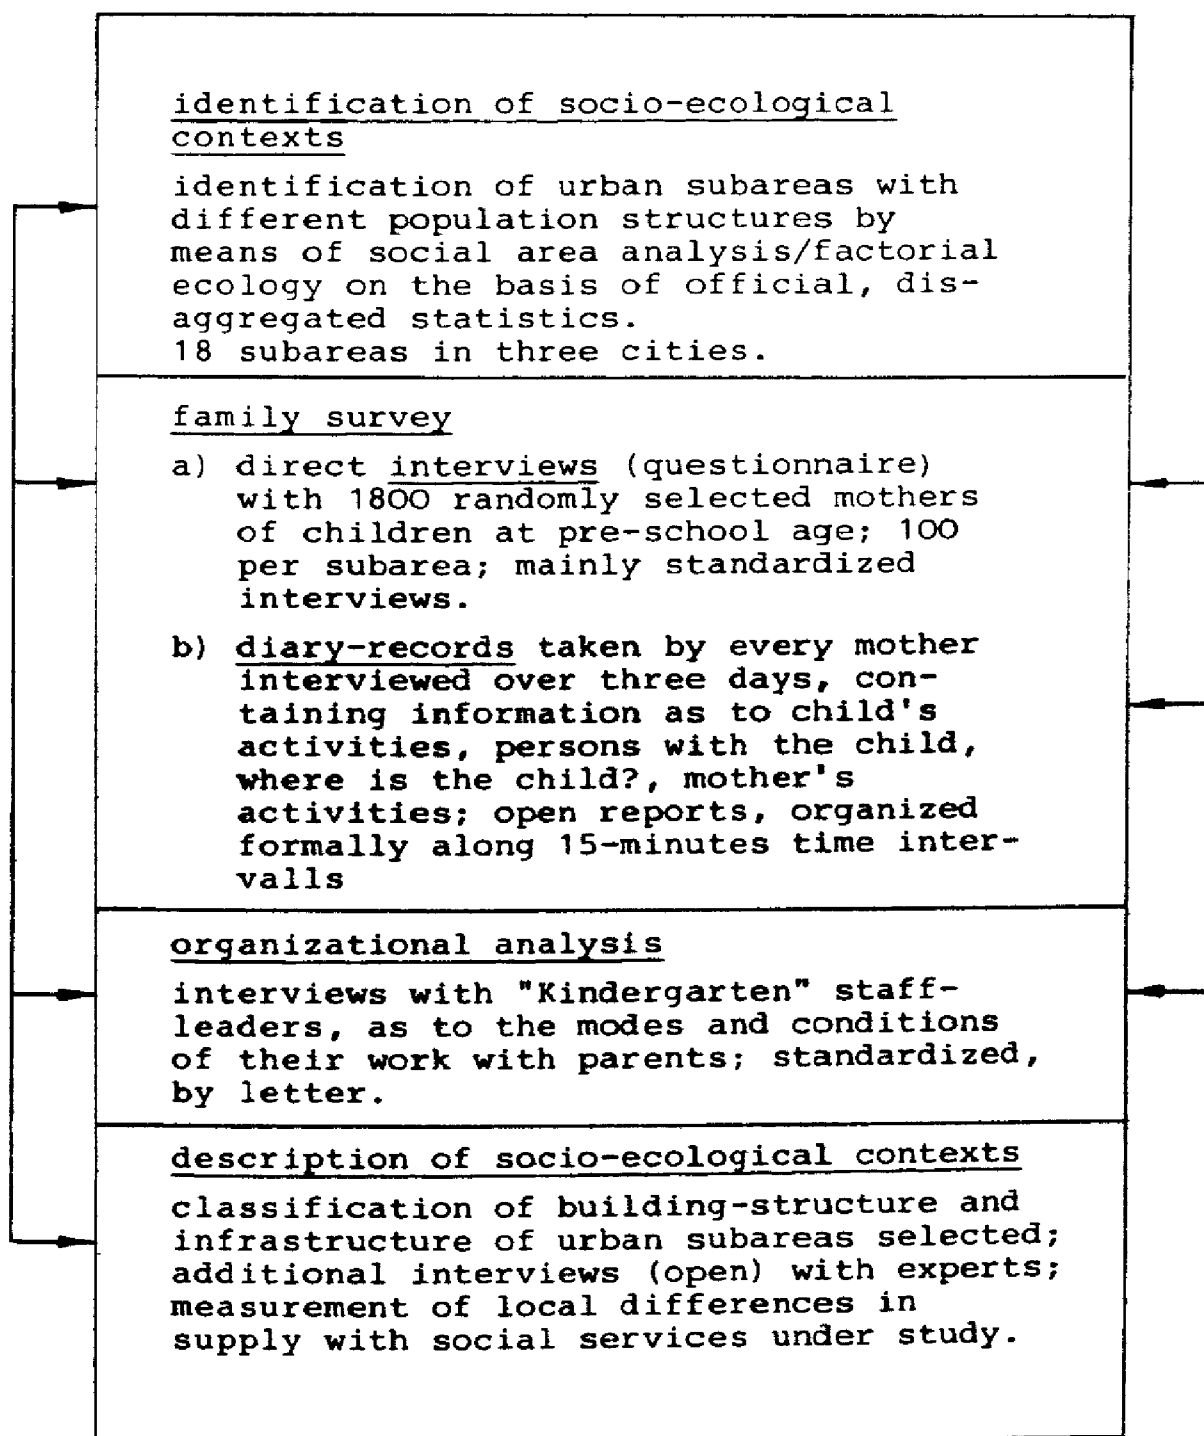 identification of socio-ecological
contexts
identification of urban subareas with
different population structures by
means of social area analysis/factorial
ecology on the basis of official, dis-
aggregated statistics.
18 subareas in three cities.
family survey
a) direct interviews (questionnaire)
with 1800 randomly selected mothers
of children at pre-school age; 100
per subarea; mainly standardized
interviews.
b) diary-records taken by every mother
interviewed over three days, con-
taining information as to child's
activities, persons with the child,
where is the child?, mother's
activities; open reports, organized
formally along 15-minutes time inter-
valls
organizational analysis
interviews with "Kindergarten" staff-
leaders, as to the modes and conditions
of their work with parents; standardized,
by letter.
description of socio-ecological contexts
classification of building-structure and
infrastructure of urban subareas selected;
additional interviews (open) with experts;
measurement of local differences in
supply with social services under study.